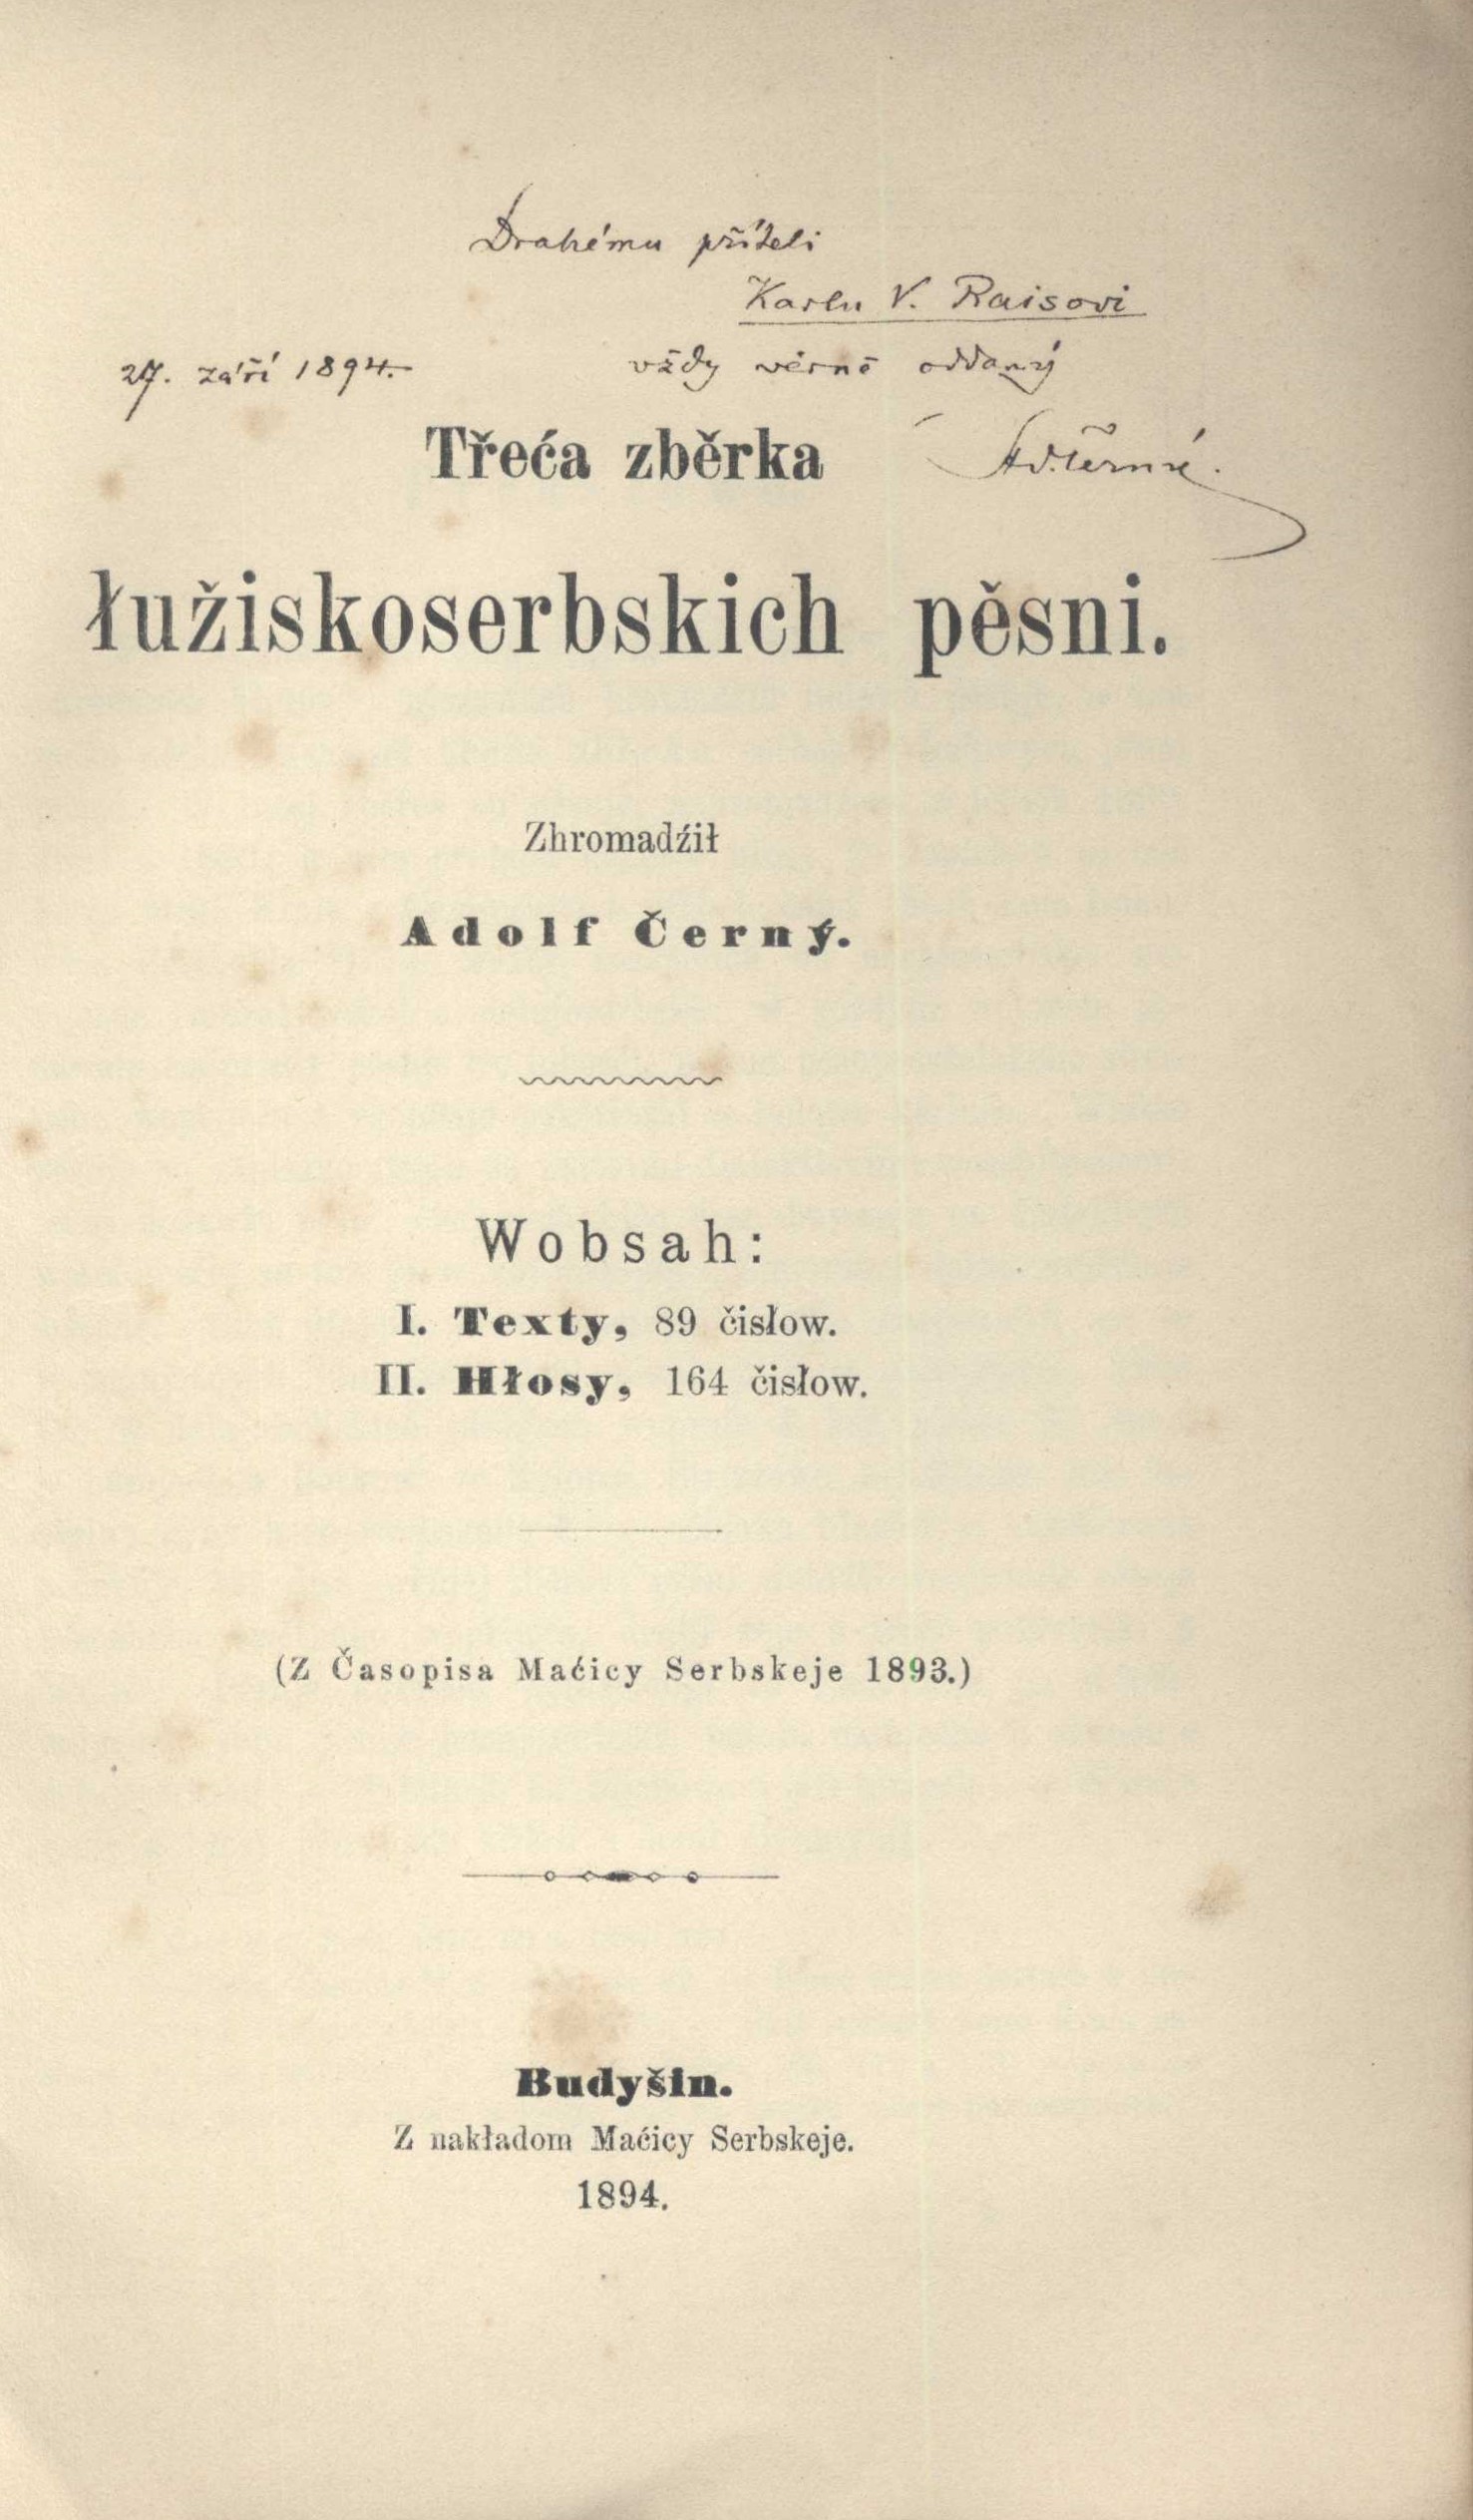 Drahému příteli
Karlu V. Raisovi
27. září 1894.
vždy věrně oddaný
Ad. Černý.
Třeća zběrka
łužiskoserbskich pěsni.
Zhromadźił
Adolf Černý.
Wobsah:
I. Texty, 89 čisłow.
II. Hłosy, 164 čisłow.
(Z Časopisa Maćicy Serbskeje 1893.)
Budyšin.
Z nakładom Maćicy Serbskeje.
1894.